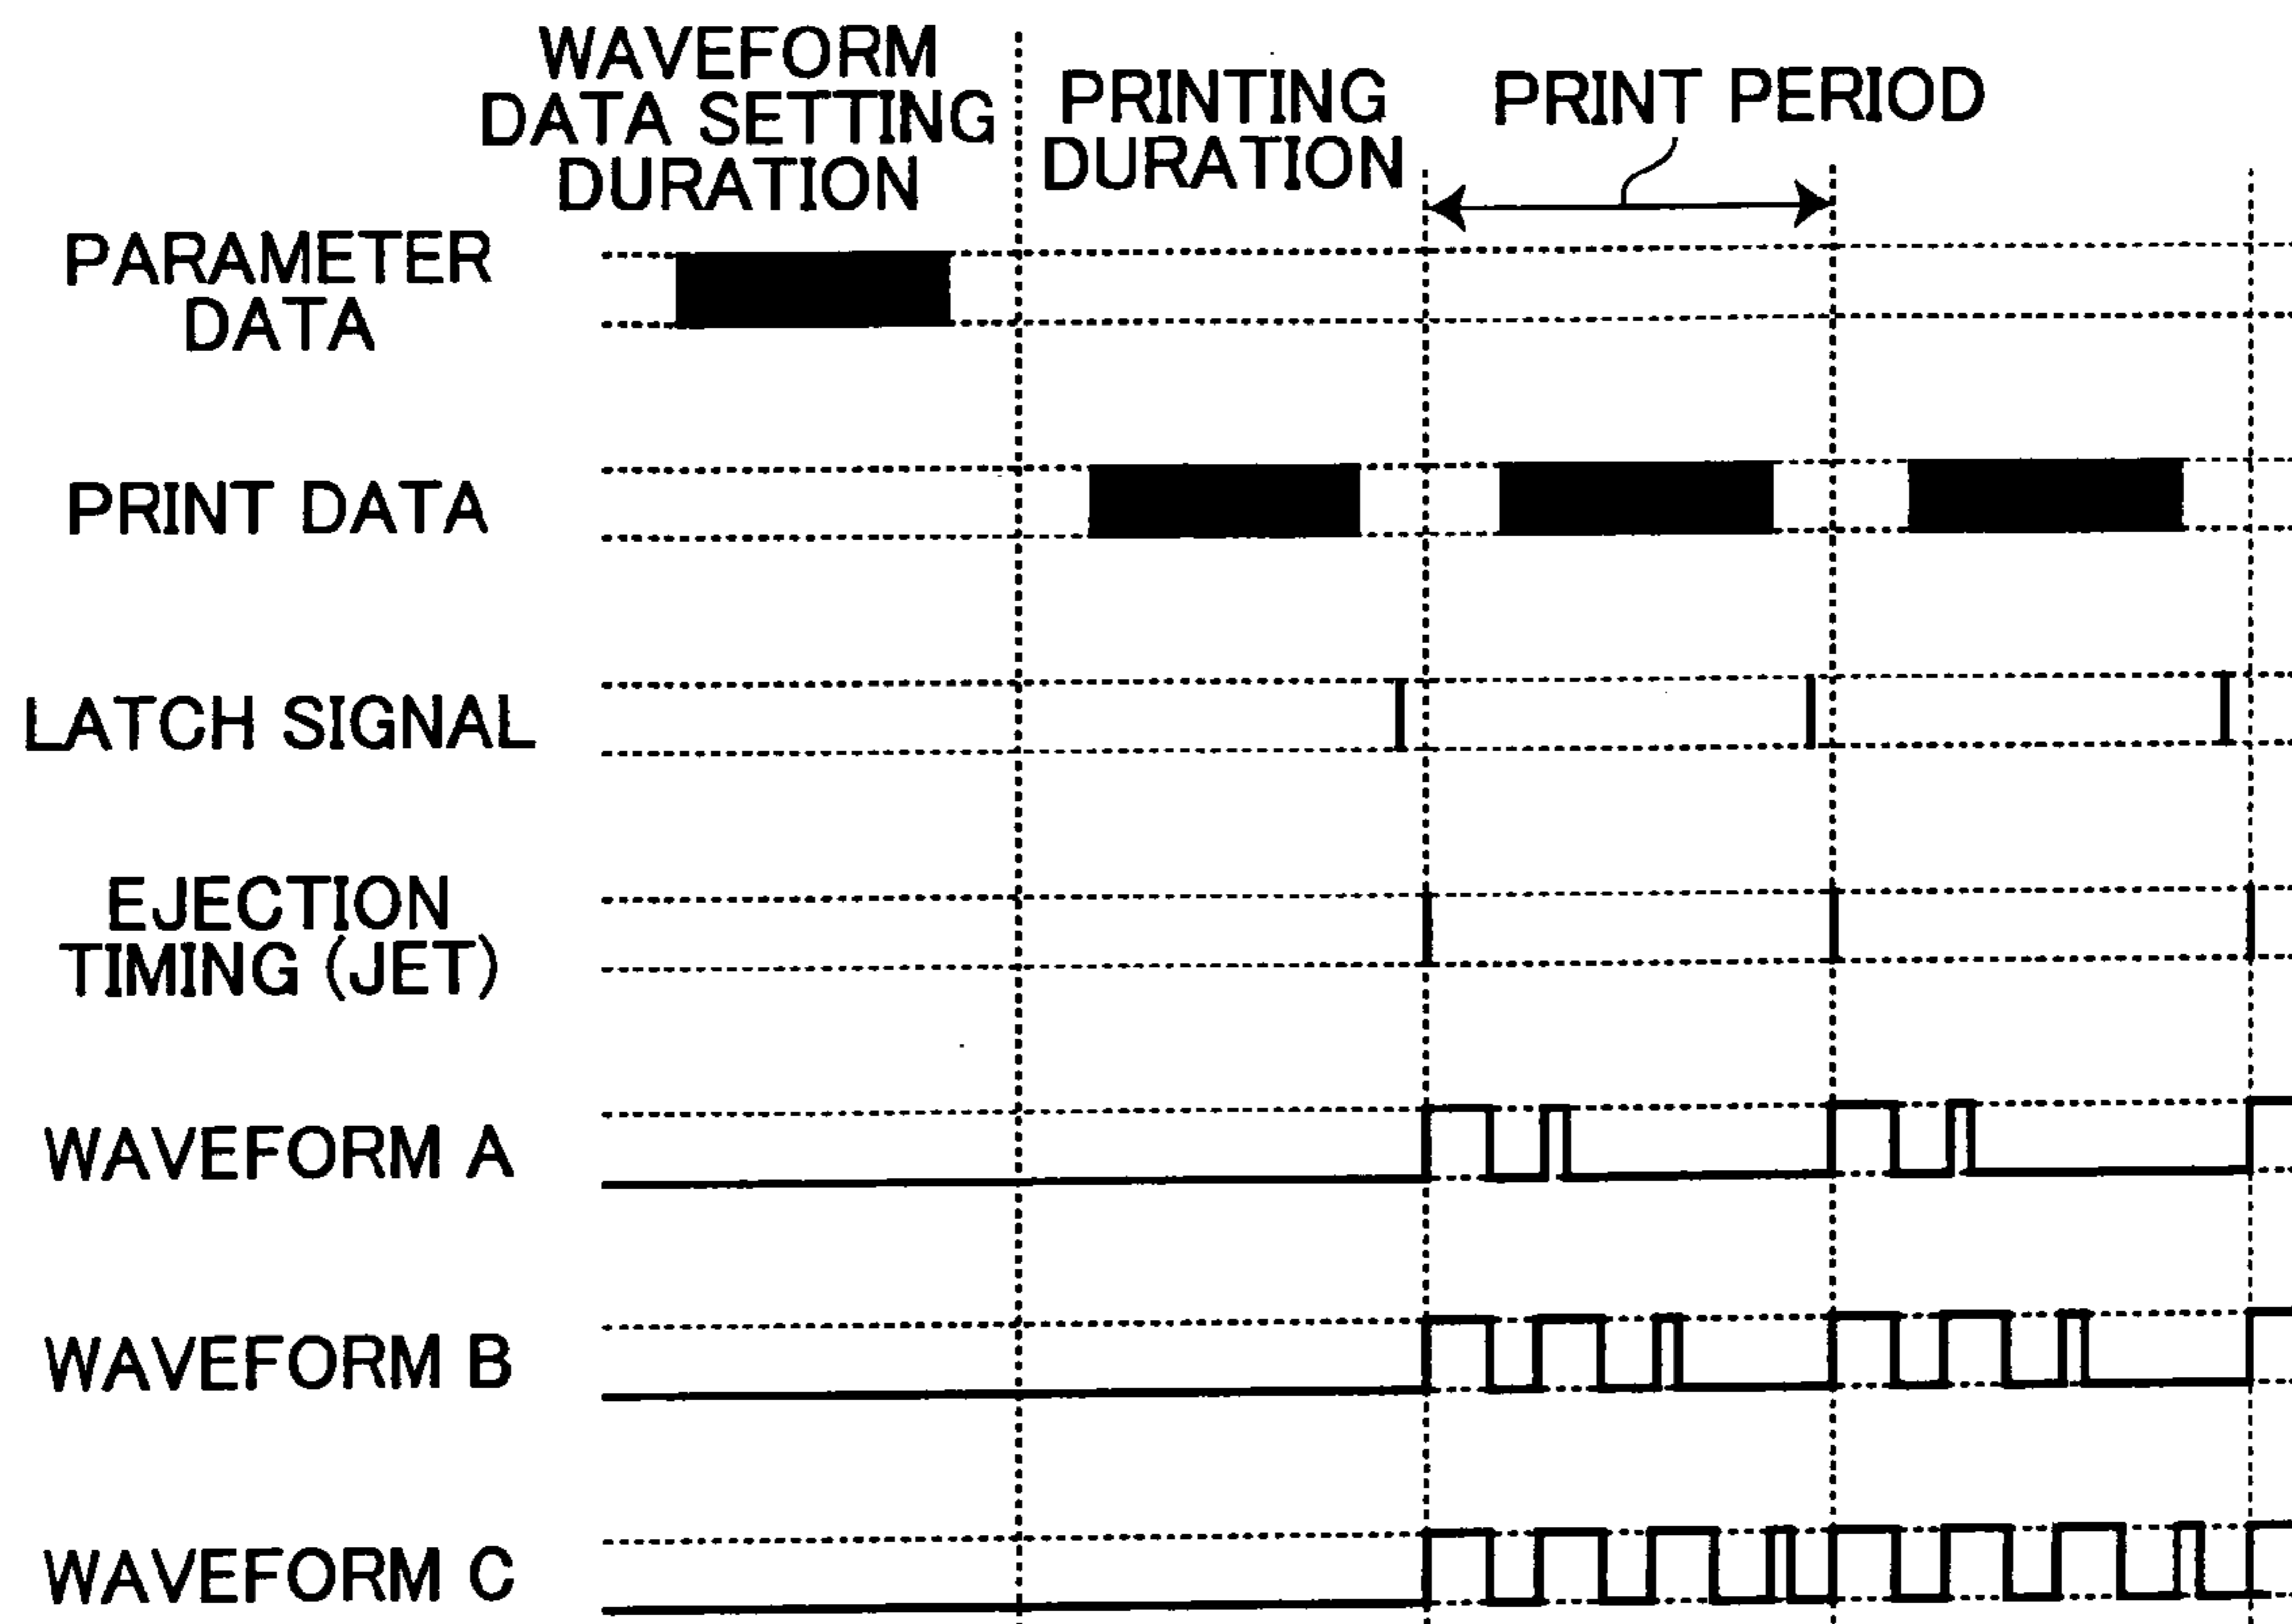 WAVEFORM
DATA SETTING
DURATION
PRINTING
DURATION
PRINT PERIOD
PARAMETER
DATA
PRINT DATA
LATCH SIGNAL
EJECTION
TIMING (JET)
WAVEFORM A
WAVEFORM B
WAVEFORM C